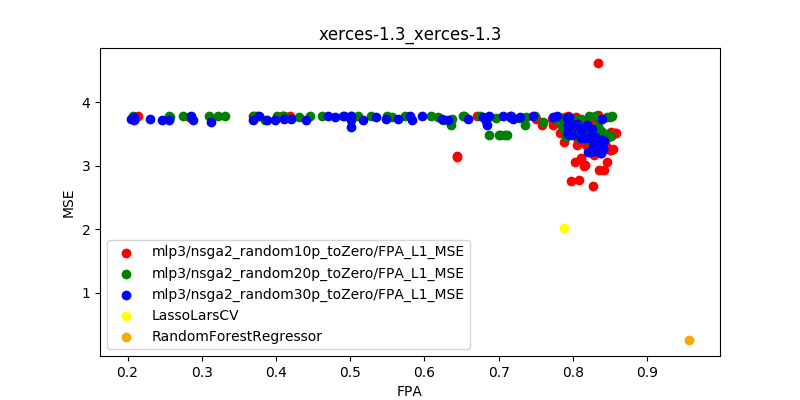 xerces-1.3_xerces-1.3
MSE
4
3
2
1
mlp3/nsga2_random10p_toZero/FPA_L1_MSE
mlp3/nsga2_random20p_toZero/FPA_L1_MSE
mlp3/nsga2_random30p_toZero/FPA_L1_MSE
LassoLarsCV
RandomForestRegressor
0.2 0.3 0.4 0.5 0.6 0.7 0.8 0.9
FPA